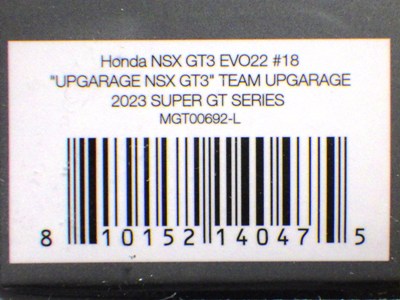 Honda NSX GT3 EVO22 #18
"UPGARAGE NSX GT3" TEAM UPGARAGE
2023 SUPER GT SERIES
MGT00692-L
8 10152 14047 5